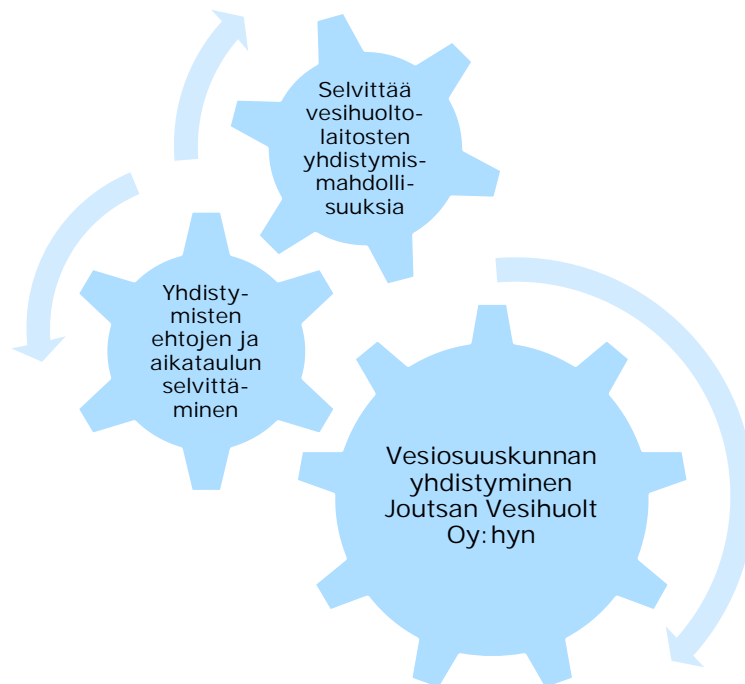 Selvittää
vesihuolto-
laitosten
yhdistymis-
mahdolli-
suuksia
Yhdisty-
misten
ehtojen ja
aikataulun
selvittä-
minen
Vesiosuuskunnan
yhdistyminen
Joutsan Vesihuolt
Oy:hyn